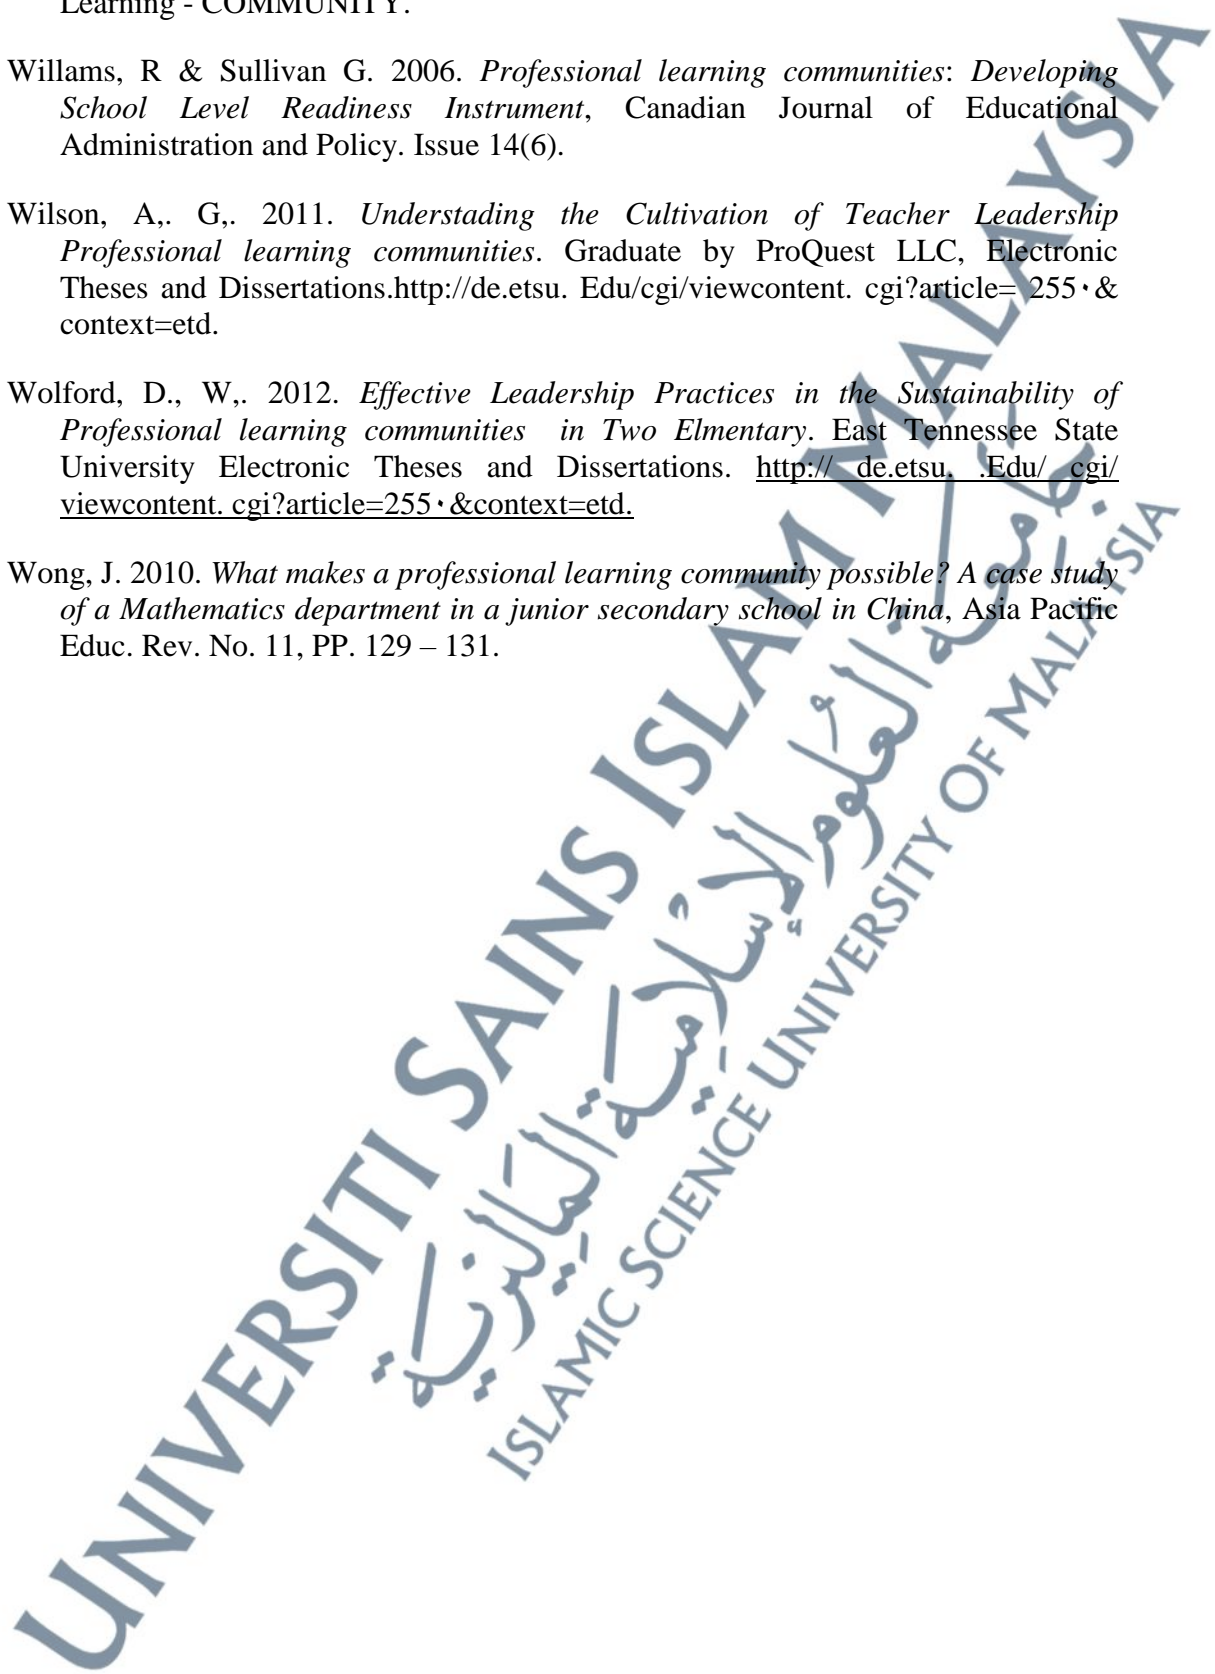 Learning - COMMUNITY.
Willams, R & Sullivan G. 2006. Professional learning communities: Developing
School Level Readiness Instrument, Canadian Journal of Educational
Administration and Policy. Issue 14(6).
Wilson, A,. G,. 2011. Understading the Cultivation of Teacher Leadership
Professional learning communities. Graduate by ProQuest LLC, Electronic
Theses and Dissertations.http://de.etsu. Edu/cgi/viewcontent. cgi?article= 255٠&
context=etd.
Wolford, D., W,. 2012. Effective Leadership Practices in the Sustainability of
Professional learning communities in Two Elmentary. East Tennessee State
University Electronic Theses and Dissertations. http:// de.etsu. .Edu/ cgi/
viewcontent. cgi?article=255٠&context=etd.
Wong, J. 2010. What makes a professional learning community possible? A case study
of a Mathematics department in a junior secondary school in China, Asia Pacific
Educ. Rev. No. 11, PP. 129 – 131.
UNIVERSITI SAINS ISLAM MALAYSIA
جامعة العلوم الإسلامية الماليزية
ISLAMIC SCIENCE UNIVERSITY OF MALAYSIA